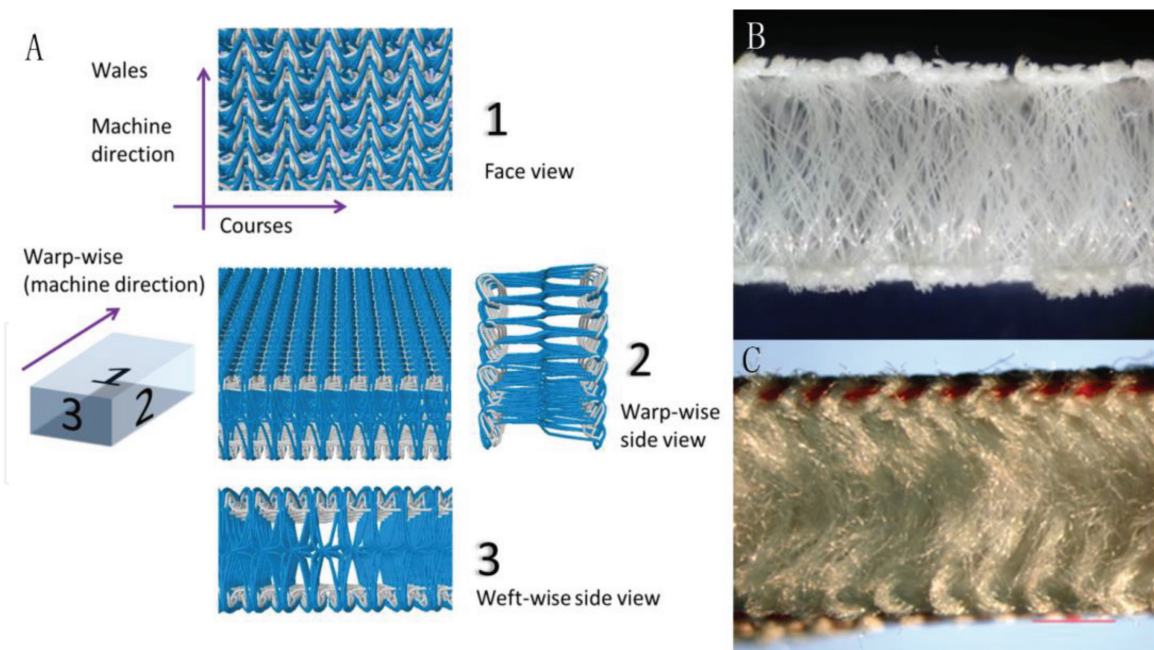 A
Wales
Machine
direction
1
Face view
Courses
Warp-wise
(machine direction)
1
2
3
2
Warp-wise
side view
3
Weft-wise side view
B
C